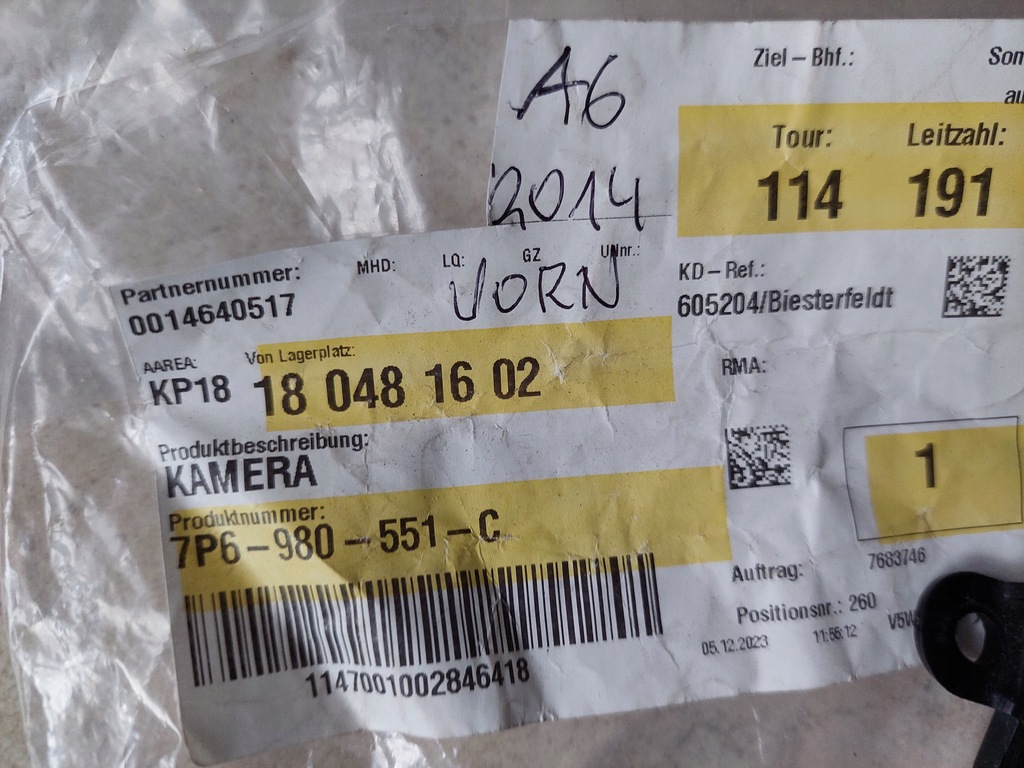 A6
2014
VORN
Ziel – Bhf.:
Tour: Leitzahl:
114 191
Partnernummer: MHD: LQ: GZ UNnr.:
0014640517
KD – Ref.:
605204/Biesterfeldt
AAREA: Von Lagerplatz:
KP18 18 048 16 02
RMA:
Produktbeschreibung:
KAMERA
1
Produktnummer:
7P6 – 980 – 551 – C
1147001002846418
Auftrag: 7683746
Positionsnr.: 260
05.12.2023 11:55:12